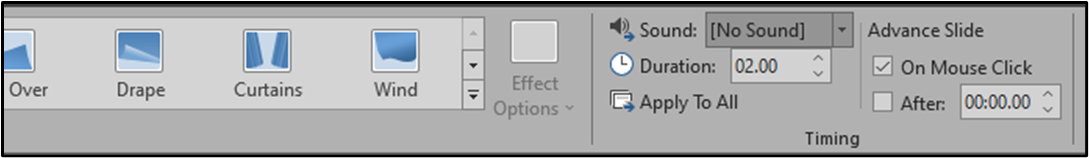 Over
Drape
Curtains
Wind
Effect
Options
Sound: [No Sound]
Duration: 02.00
Apply To All
Advance Slide
On Mouse Click
After: 00:00.00
Timing